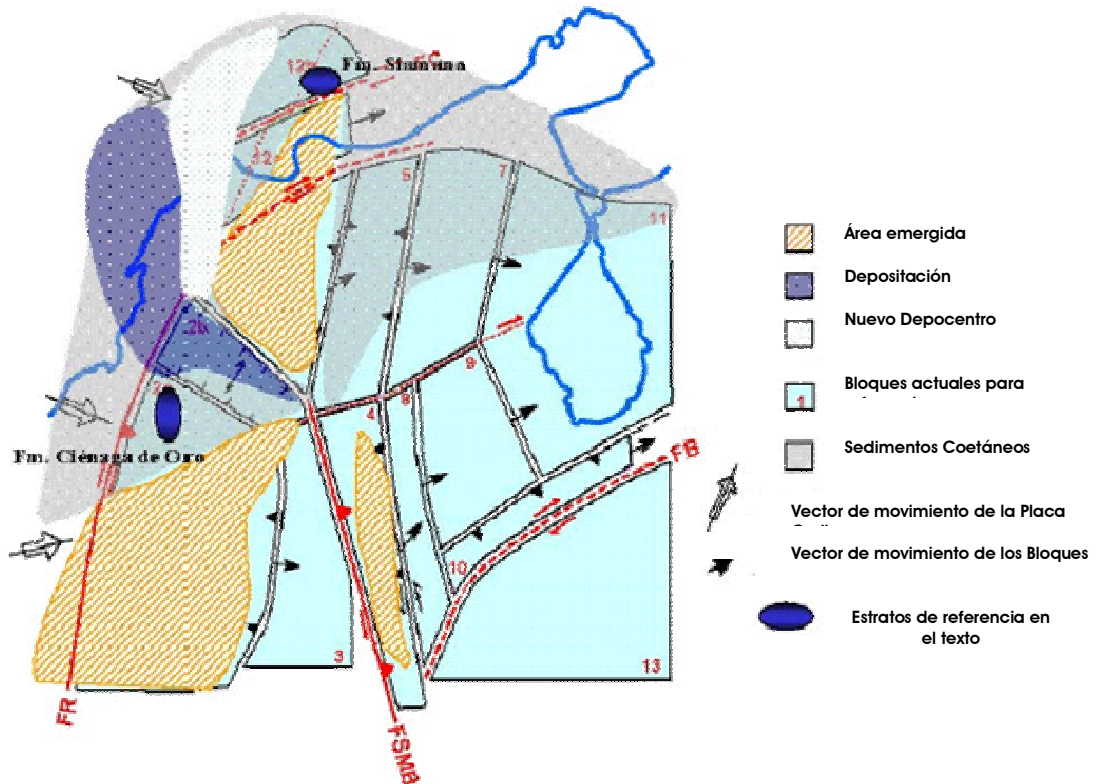 12
5
7
11
4
8
9
Fm. Ciénaga de Oro
FB
10
3
13
FR
FSMB
Área emergida
Depositación
Nuevo Depocentro
Bloques actuales para
1
Sedimentos Coetáneos
Vector de movimiento de la Placa
Vector de movimiento de los Bloques
Estratos de referencia en
el texto